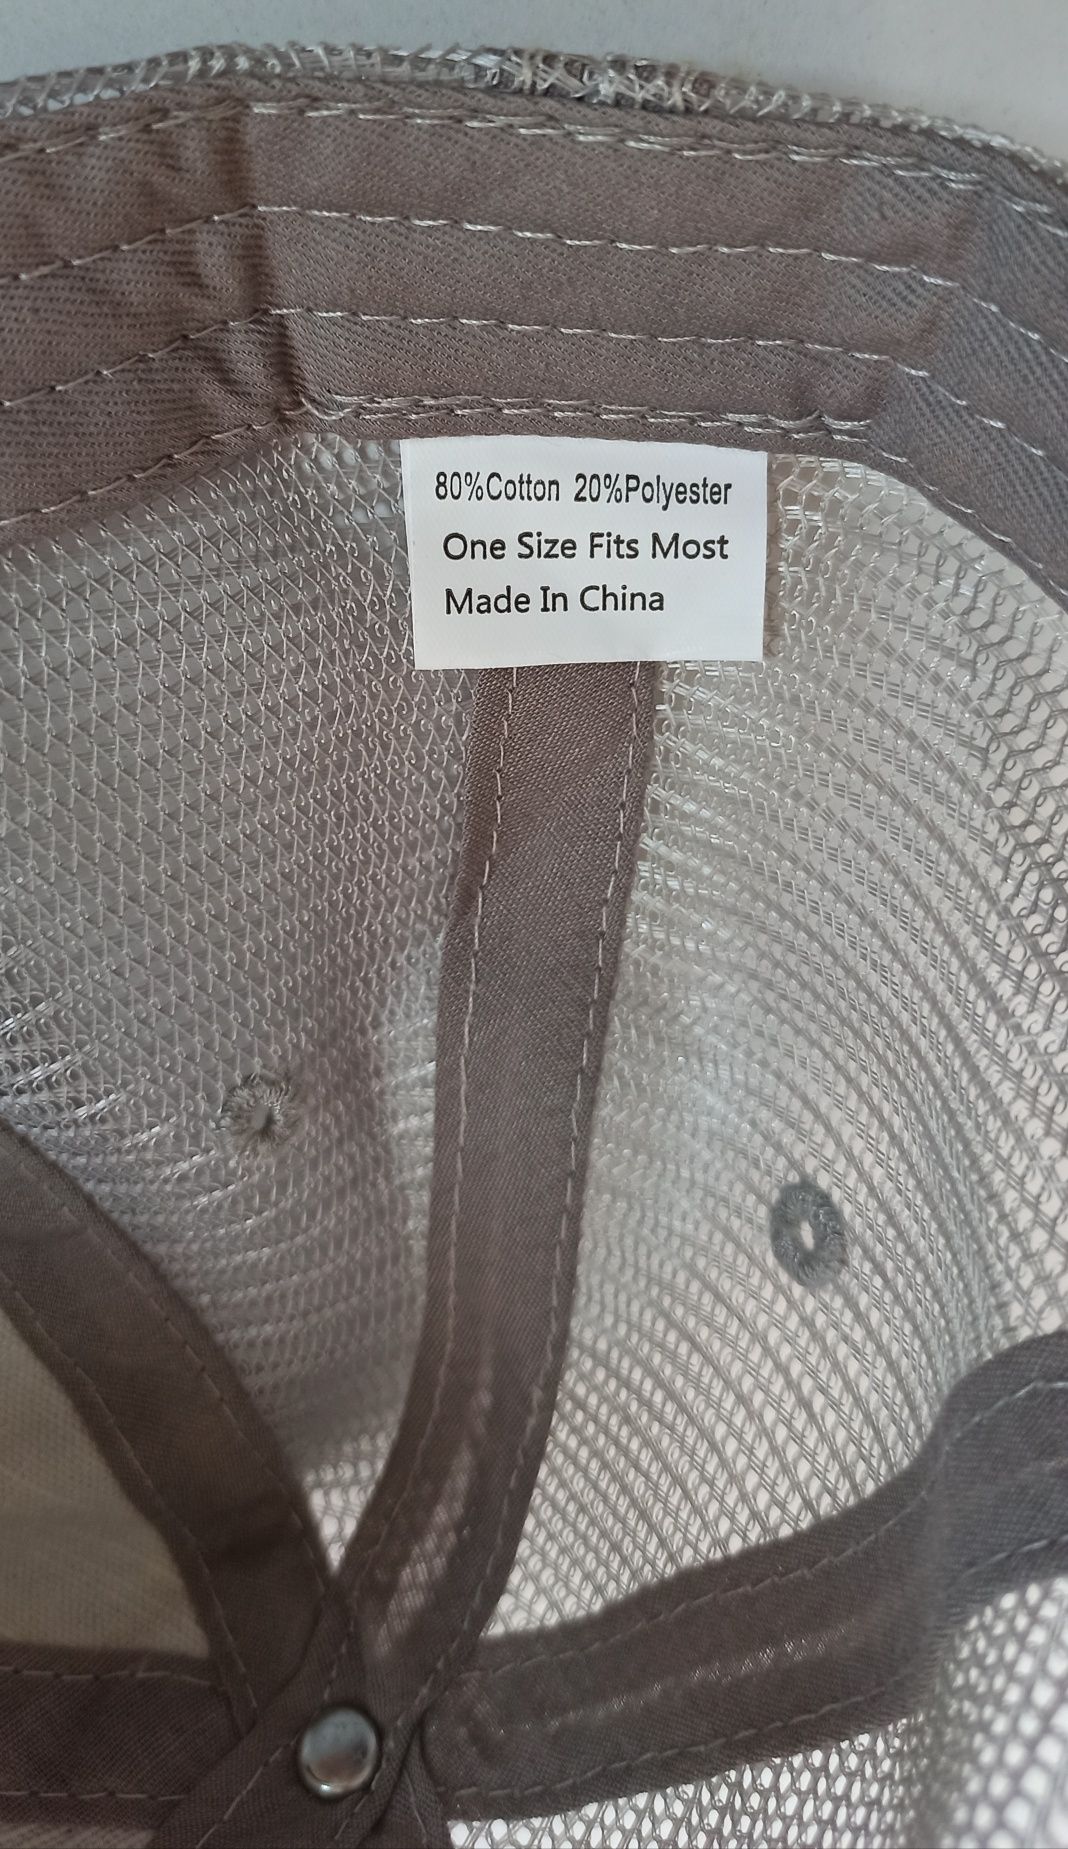 80%Cotton 20%Polyester
One Size Fits Most
Made In China